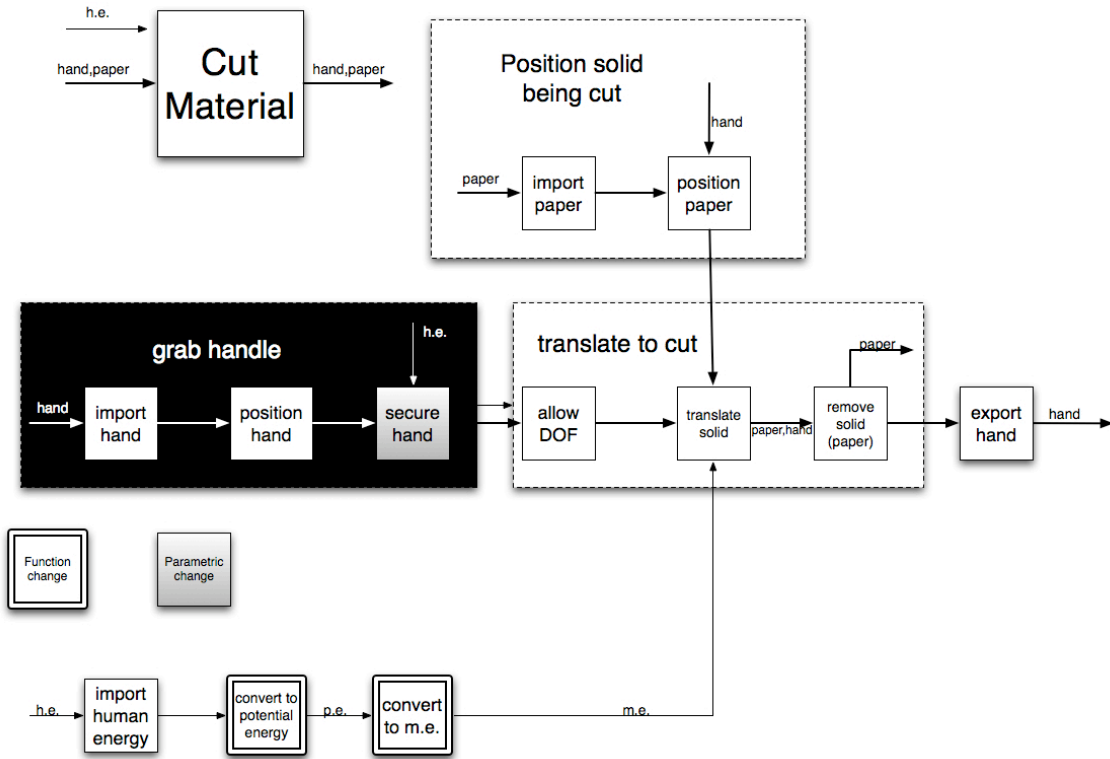 h.e.
hand,paper
Cut
Material
hand,paper
Position solid
being cut
hand
paper
import
paper
position
paper
grab handle
h.e.
hand
import
hand
position
hand
secure
hand
translate to cut
allow
DOF
translate
solid
paper,hand
remove
solid
(paper)
paper
export
hand
hand
Function
change
Parametric
change
h.e.
import
human
energy
convert to
potential
energy
p.e.
convert
to m.e.
m.e.